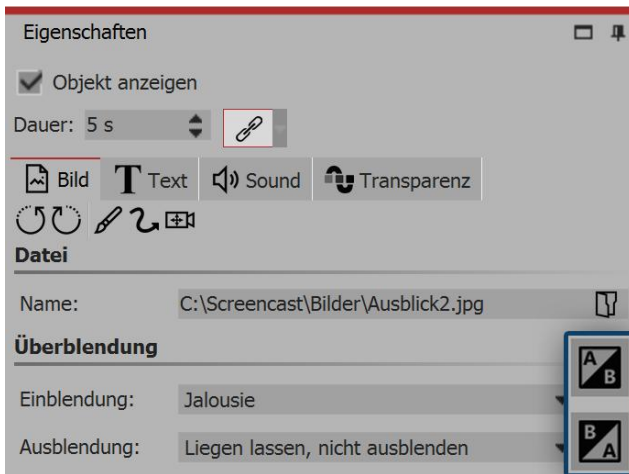 Eigenschaften
Objekt anzeigen
Dauer: 5 s
Bild T Text Sound Transparenz
Datei
Name: C:\Screencast\Bilder\Ausblick2.jpg
Überblendung
A B
Einblendung: Jalousie
Ausblendung: Liegen lassen, nicht ausblenden
B A